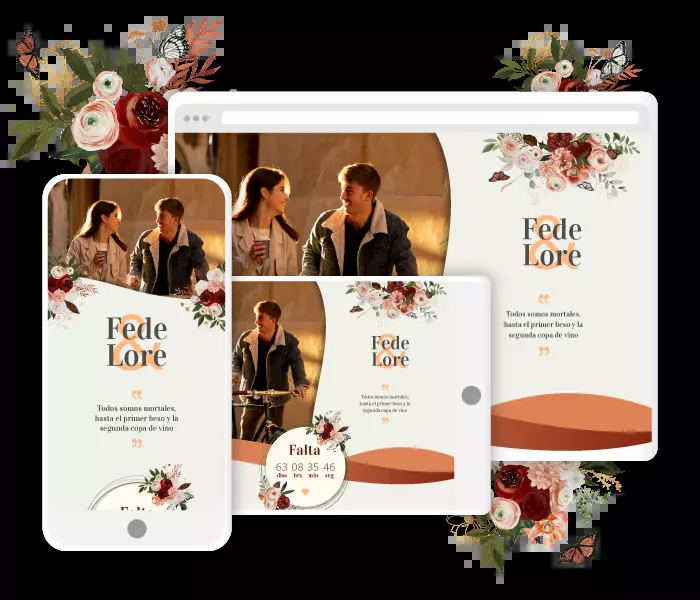 Fede
&
Lore
“
Todos somos mortales,
hasta el primer beso y la
segunda copa de vino
”
Fede
&
Lore
“
Todos somos mortales,
hasta el primer beso y la
segunda copa de vino
”
Falta
Fede
&
Lore
“
Todos somos mortales,
hasta el primer beso y la
segunda copa de vino
”
Falta
63 08 35 46
días hrs min seg